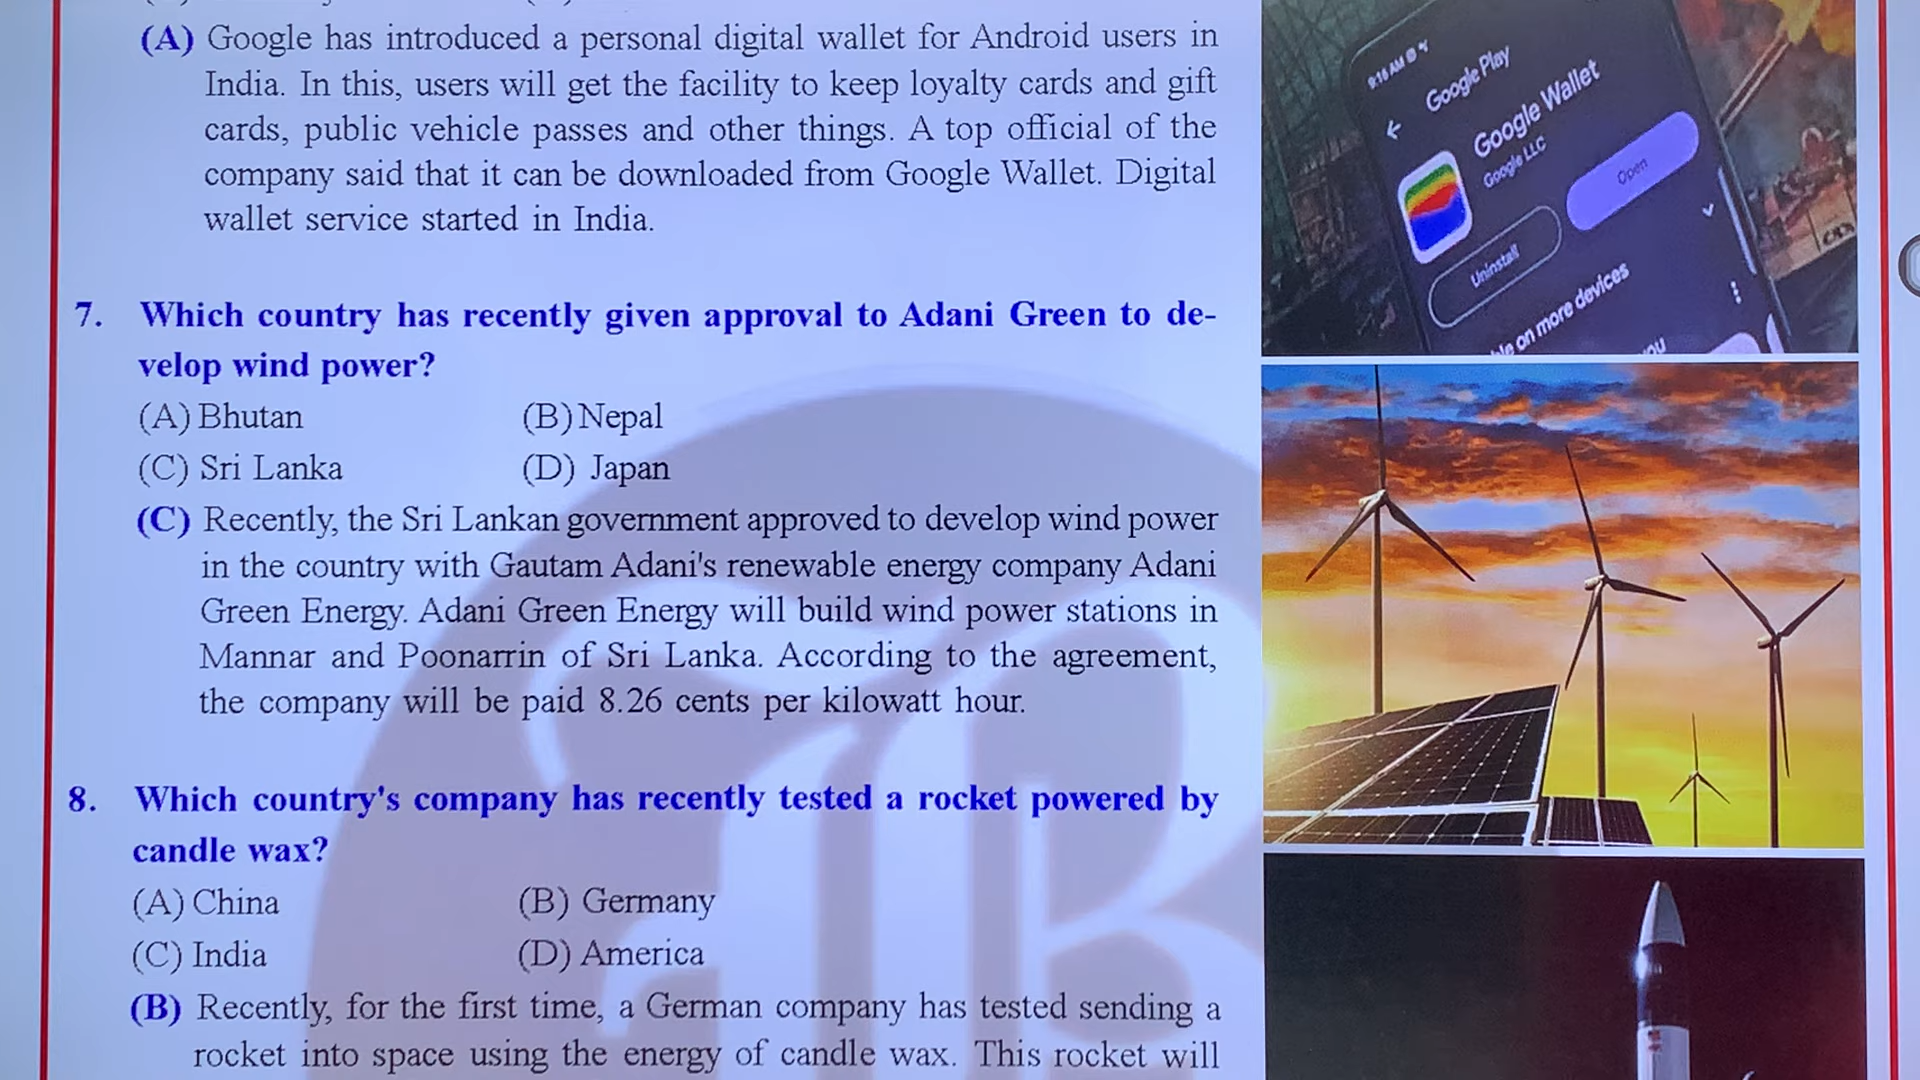 (A) Google has introduced a personal digital wallet for Android users in
India. In this, users will get the facility to keep loyalty cards and gift
cards, public vehicle passes and other things. A top official of the
company said that it can be downloaded from Google Wallet. Digital
wallet service started in India.
7. Which country has recently given approval to Adani Green to de-
velop wind power?
(A) Bhutan (B) Nepal
(C) Sri Lanka (D) Japan
(C) Recently, the Sri Lankan government approved to develop wind power
in the country with Gautam Adani's renewable energy company Adani
Green Energy. Adani Green Energy will build wind power stations in
Mannar and Poonarrin of Sri Lanka. According to the agreement,
the company will be paid 8.26 cents per kilowatt hour.
8. Which country's company has recently tested a rocket powered by
candle wax?
(A) China (B) Germany
(C) India (D) America
(B) Recently, for the first time, a German company has tested sending a
rocket into space using the energy of candle wax. This rocket will
9:16 AM
Google Play
Google Wallet
Google LLC
Uninstall
Open
on more devices